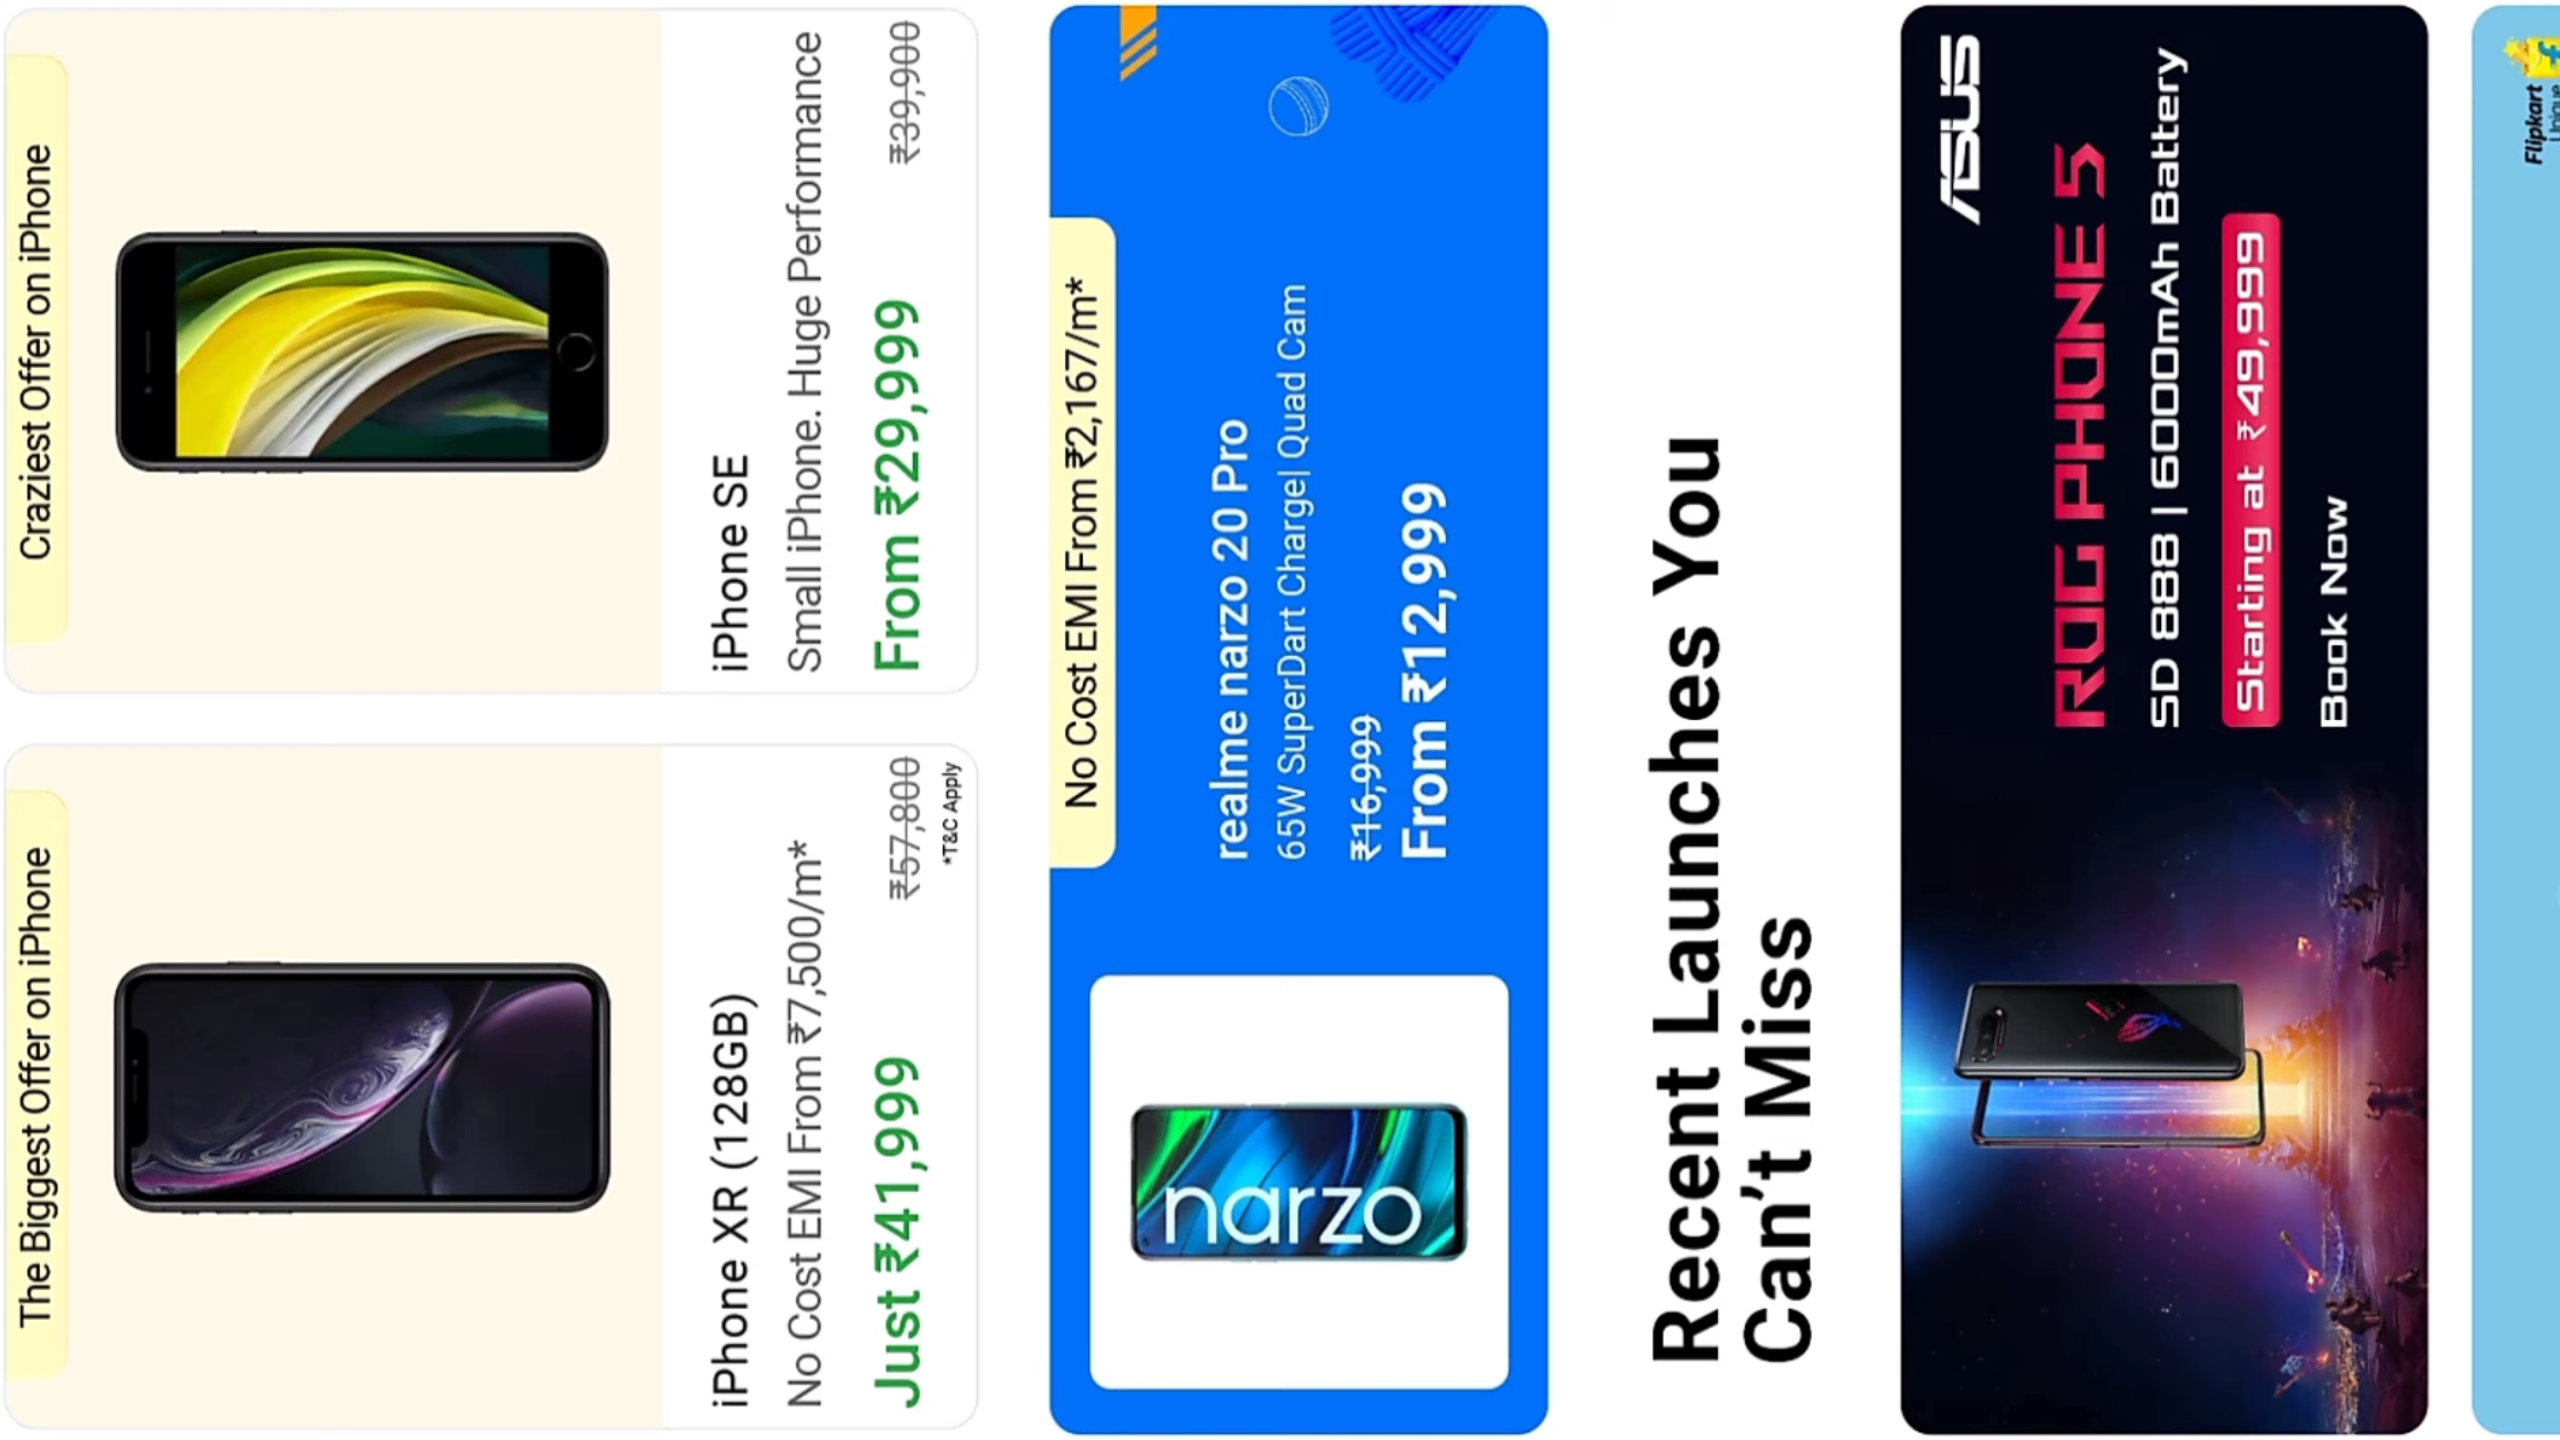 The Biggest Offer on iPhone
iPhone XR (128GB)
No Cost EMI From ₹7,500/m*
Just ₹41,999 ₹57,800
*T&C Apply
Craziest Offer on iPhone
iPhone SE
Small iPhone. Huge Performance
From ₹29,999 ₹39,900
No Cost EMI From ₹2,167/m*
narzo
realme narzo 20 Pro
65W SuperDart Charge| Quad Cam
₹16,999
From ₹12,999
Recent Launches You
Can't Miss
ASUS
ROG PHONE 5
SD 888 | 6000mAh Battery
Starting at ₹49,999
Book Now
Flipkart
Unique